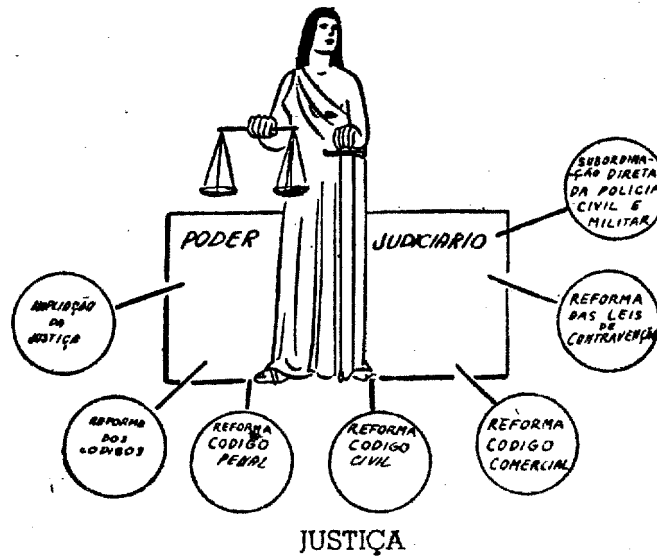 PODER
JUDICIARIO
SUBORDINA-
ÇÃO DIRETA
DA POLICIA
CIVIL E
MILITAR
AMPLIAÇÃO
DA
JUSTIÇA
REFORMA
DAS LEIS
DE
CONTRAVENÇÃO
REFORMA
DOS
CODIGOS
REFORMA
CODIGO
PENAL
REFORMA
CODIGO
CIVIL
REFORMA
CODIGO
COMERCIAL
JUSTIÇA